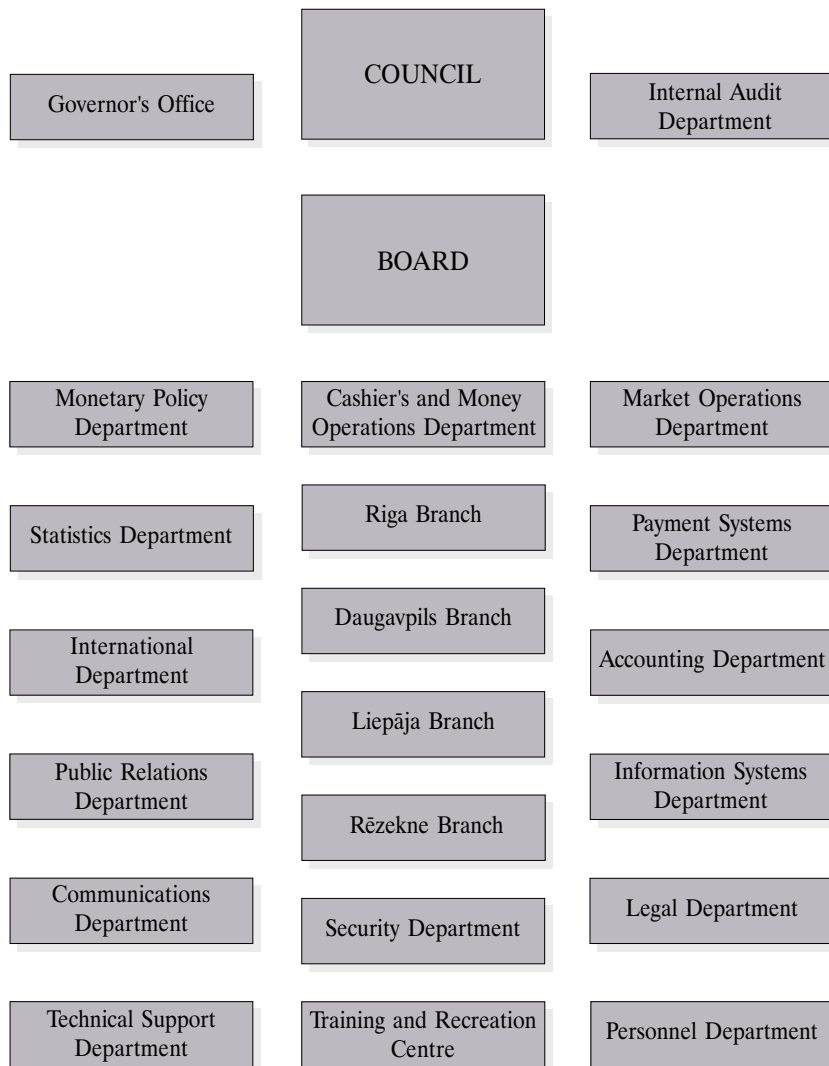 COUNCIL
Governor's Office
Internal Audit
Department
BOARD
Monetary Policy
Department
Cashier's and Money
Operations Department
Market Operations
Department
Statistics Department
Riga Branch
Payment Systems
Department
Daugavpils Branch
International
Department
Accounting Department
Liepāja Branch
Public Relations
Department
Information Systems
Department
Rēzekne Branch
Communications
Department
Security Department
Legal Department
Technical Support
Department
Training and Recreation
Centre
Personnel Department